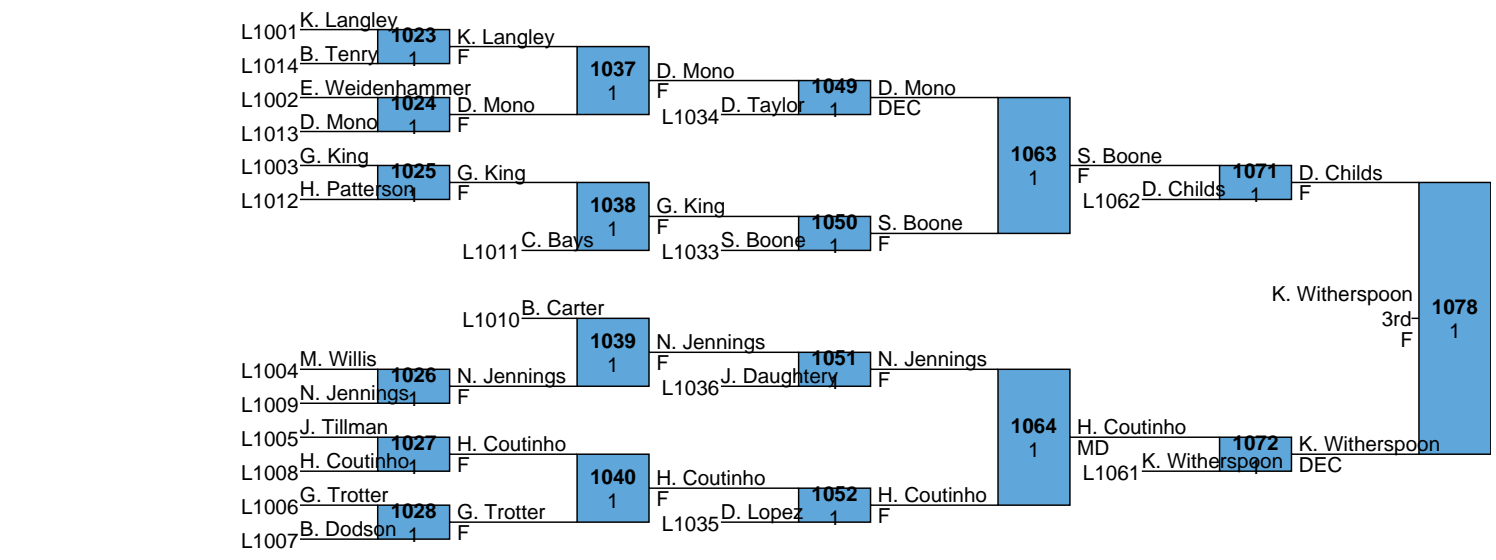 K. Langley
L1001
1023
1
K. Langley
F
B. Tenry
L1014
1037
1
D. Mono
F
E. Weidenhammer
L1002
1024
1
D. Mono
F
D. Mono
L1013
1049
1
D. Mono
DEC
D. Taylor
L1034
G. King
L1003
1025
1
G. King
F
H. Patterson
L1012
1038
1
G. King
F
C. Bays
L1011
1050
1
S. Boone
F
S. Boone
L1033
1063
1
S. Boone
F
1071
1
D. Childs
F
D. Childs
L1062
B. Carter
L1010
1039
1
N. Jennings
F
M. Willis
L1004
1026
1
N. Jennings
F
N. Jennings
L1009
1051
1
N. Jennings
F
J. Daughtery
L1036
K. Witherspoon
3rd
F
1078
1
J. Tillman
L1005
1027
1
H. Coutinho
F
H. Coutinho
L1008
1040
1
H. Coutinho
F
G. Trotter
L1006
1028
1
G. Trotter
F
B. Dodson
L1007
1052
1
H. Coutinho
F
D. Lopez
L1035
1064
1
H. Coutinho
MD
1072
1
K. Witherspoon
DEC
K. Witherspoon
L1061